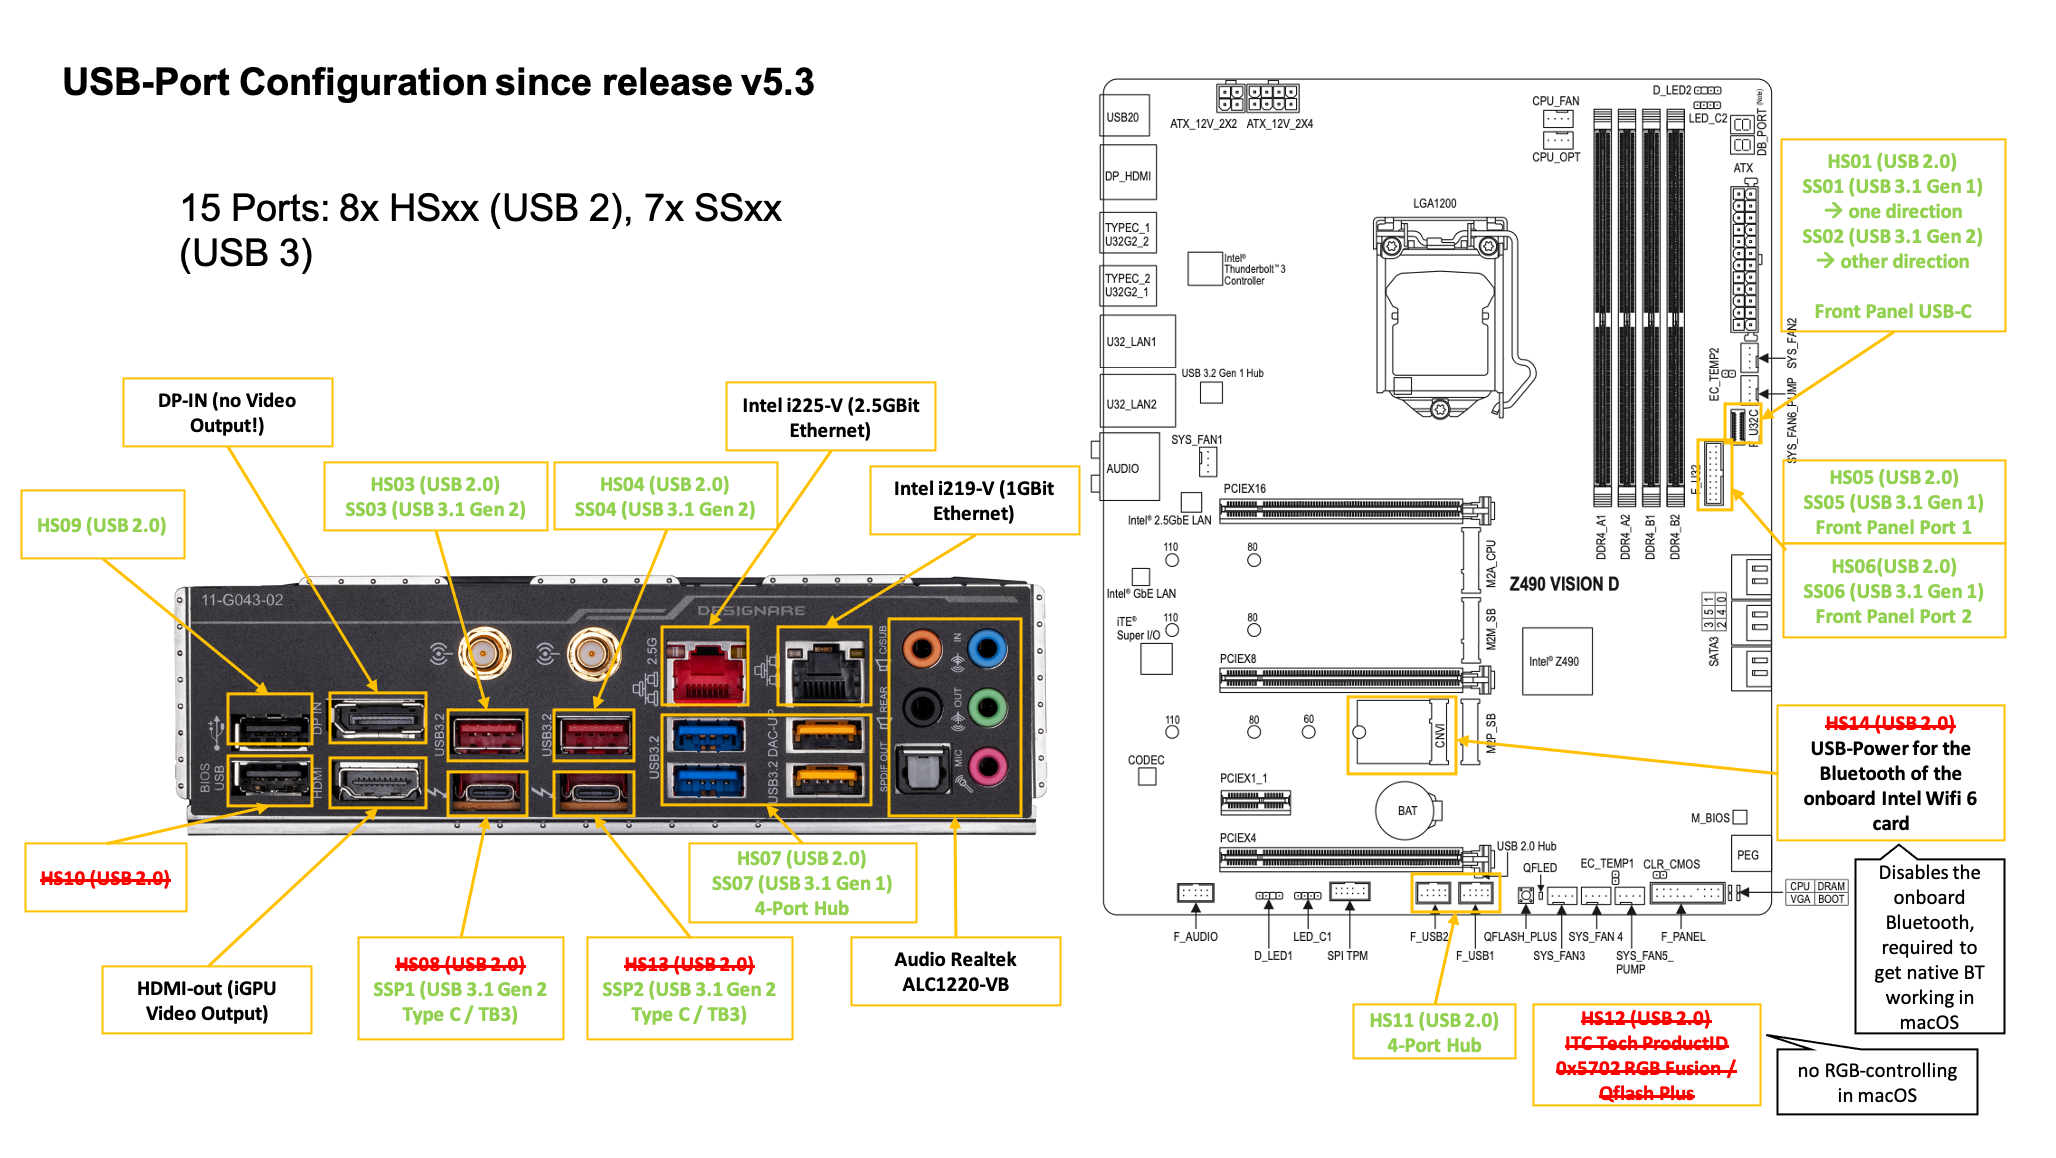 USB-Port Configuration since release v5.3
15 Ports: 8x HSxx (USB 2), 7x SSxx
(USB 3)
DP-IN (no Video
Output!)
HS09 (USB 2.0)
HS03 (USB 2.0)
SS03 (USB 3.1 Gen 2)
HS04 (USB 2.0)
SS04 (USB 3.1 Gen 2)
Intel i225-V (2.5GBit
Ethernet)
Intel i219-V (1GBit
Ethernet)
11-G043-02
DESIGNARE
2.5G
C/SUB
IN
REAR
OUT
SPDIF OUT
MIC
DP IN
BIOS
USB
HDMI
USB3.2
USB3.2
USB3.2
USB3.2 DAC-UP
HS10 (USB 2.0)
HDMI-out (iGPU
Video Output)
HS08 (USB 2.0)
SSP1 (USB 3.1 Gen 2
Type C / TB3)
HS13 (USB 2.0)
SSP2 (USB 3.1 Gen 2
Type C / TB3)
HS07 (USB 2.0)
SS07 (USB 3.1 Gen 1)
4-Port Hub
Audio Realtek
ALC1220-VB
USB20
DP_HDMI
TYPEC_1
U32G2_2
TYPEC_2
U32G2_1
U32_LAN1
U32_LAN2
AUDIO
ATX_12V_2X2
ATX_12V_2X4
Intel®
Thunderbolt™ 3
Controller
USB 3.2 Gen 1 Hub
SYS_FAN1
Intel® 2.5GbE LAN
Intel® GbE LAN
iTE®
Super I/O
CODEC
CPU_FAN
CPU_OPT
LGA1200
D_LED2
LED_C2
DB_PORT (Note)
ATX
SYS_FAN2
EC_TEMP2
SYS_FAN6_PUMP
F_U32C
F_U32
DDR4_A1
DDR4_A2
DDR4_B1
DDR4_B2
PCIEX16
110
80
M2A_CPU
Z490 VISION D
110
80
M2M_SB
PCIEX8
Intel® Z490
SATA3
3 5 1
2 4 0
110
80
60
CNVI
M2P_SB
PCIEX1_1
BAT
M_BIOS
PCIEX4
USB 2.0 Hub
QFLED
EC_TEMP1
CLR_CMOS
PEG
CPU DRAM
VGA BOOT
F_AUDIO
D_LED1
LED_C1
SPI TPM
F_USB2
F_USB1
QFLASH_PLUS
SYS_FAN3
SYS_FAN 4
SYS_FAN5_
PUMP
F_PANEL
HS01 (USB 2.0)
SS01 (USB 3.1 Gen 1)
→ one direction
SS02 (USB 3.1 Gen 2)
→ other direction
Front Panel USB-C
HS05 (USB 2.0)
SS05 (USB 3.1 Gen 1)
Front Panel Port 1
HS06(USB 2.0)
SS06 (USB 3.1 Gen 1)
Front Panel Port 2
HS14 (USB 2.0)
USB-Power for the
Bluetooth of the
onboard Intel Wifi 6
card
Disables the
onboard
Bluetooth,
required to
get native BT
working in
macOS
HS11 (USB 2.0)
4-Port Hub
HS12 (USB 2.0)
ITC Tech ProductID
0x5702 RGB Fusion /
Qflash Plus
no RGB-controlling
in macOS